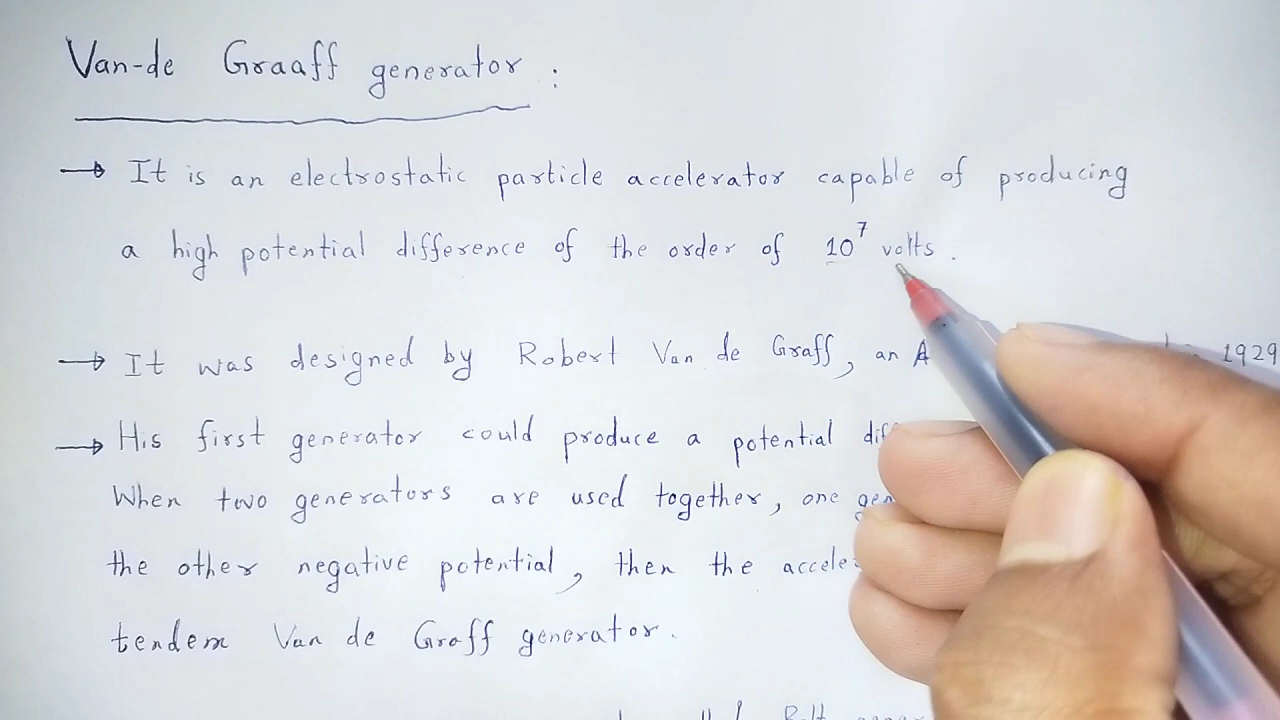 Van-de Graaff generator :
→ It is an electrostatic particle accelerator capable of producing
a high potential difference of the order of 10⁷ volts.
→ It was designed by Robert Van de Graff, an A 1929
→ His first generator could produce a potential
When two generators are used together, one
the other negative potential, then the
tendem Van de Graff generator.